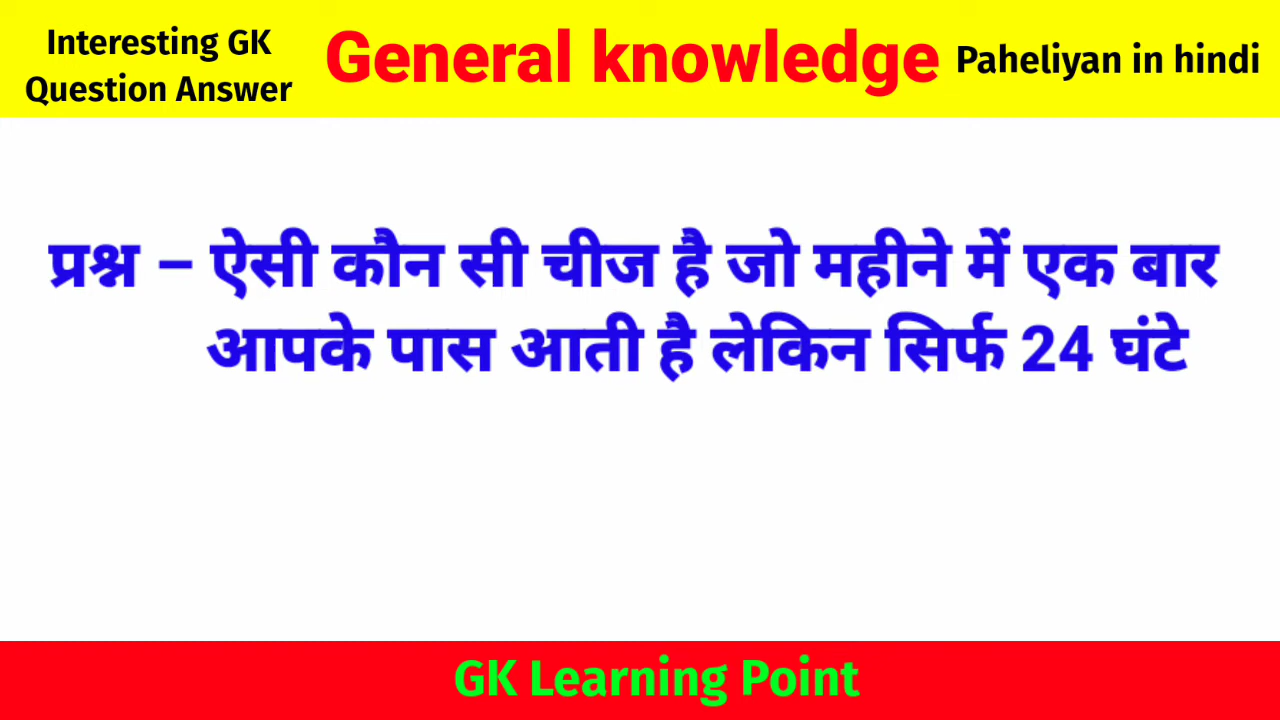 Interesting GK
Question Answer
General knowledge
Paheliyan in hindi
प्रश्न – ऐसी कौन सी चीज है जो महीने में एक बार
आपके पास आती है लेकिन सिर्फ 24 घंटे
GK Learning Point